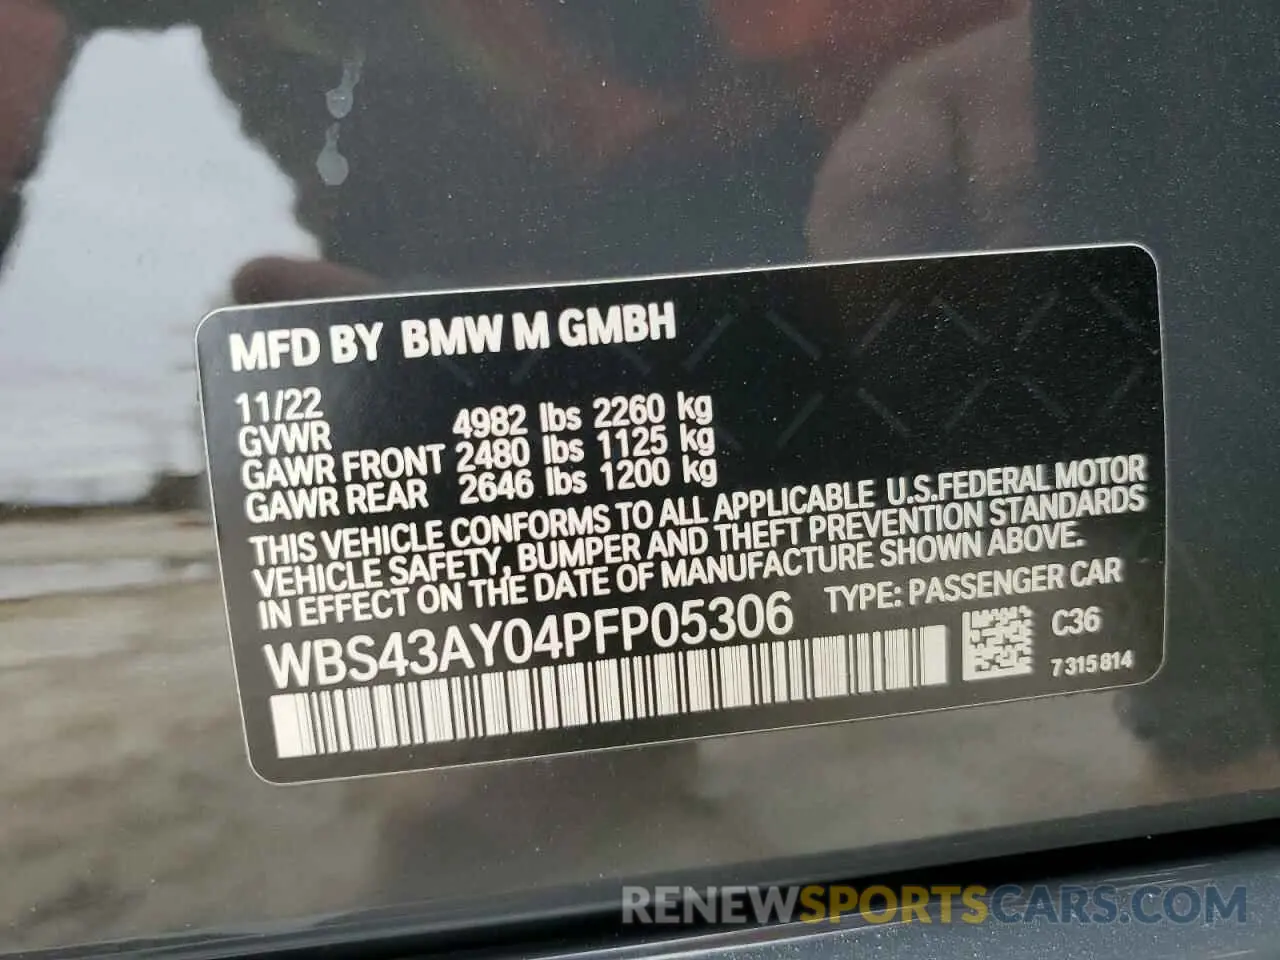 MFD BY BMW M GMBH
11/22
GVWR 4982 lbs 2260 kg
GAWR FRONT 2480 lbs 1125 kg
GAWR REAR 2646 lbs 1200 kg
THIS VEHICLE CONFORMS TO ALL APPLICABLE U.S.FEDERAL MOTOR
VEHICLE SAFETY, BUMPER AND THEFT PREVENTION STANDARDS
IN EFFECT ON THE DATE OF MANUFACTURE SHOWN ABOVE.
WBS43AY04PFP05306 TYPE: PASSENGER CAR
C36
7315814
RENEWSPORTSCARS.COM